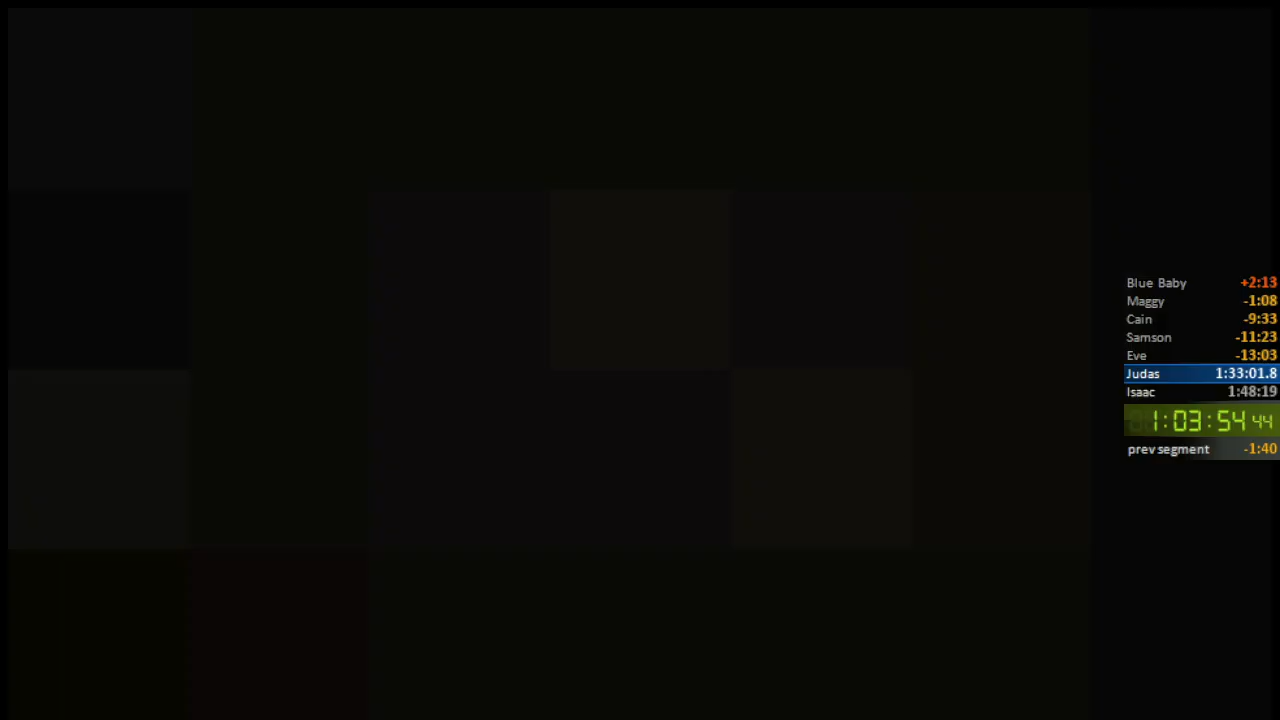 Blue Baby +2:13
Maggy -1:08
Cain -9:33
Samson -11:23
Eve -13:03
Judas 1:33:01.8
Isaac 1:48:19
1:03:54 44
prev segment -1:40